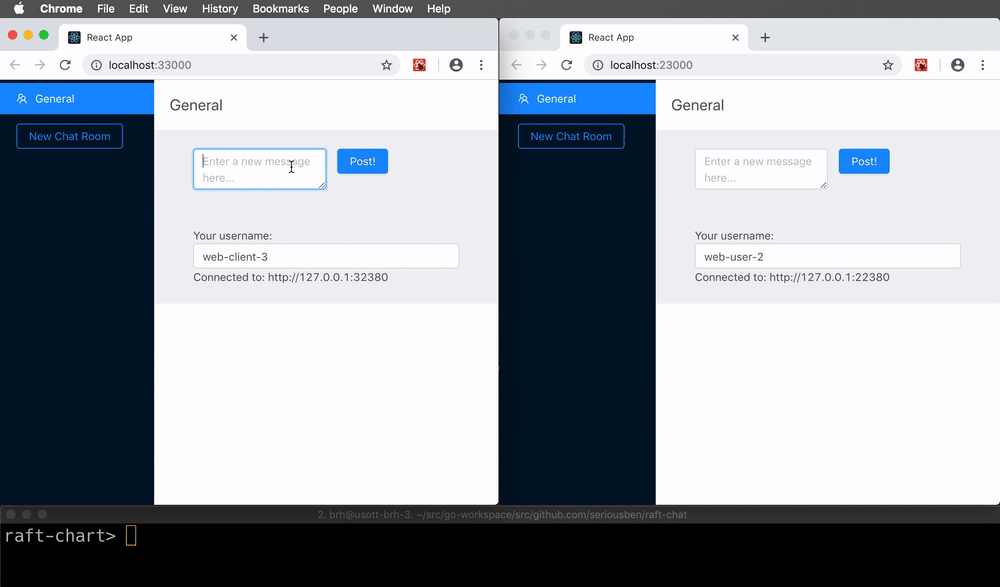 Chrome File Edit View History Bookmarks People Window Help
React App
localhost:33000
General
New Chat Room
General
Enter a new message
here...
Post!
Your username:
web-client-3
Connected to: http://127.0.0.1:32380
React App
localhost:23000
General
New Chat Room
General
Enter a new message
here...
Post!
Your username:
web-user-2
Connected to: http://127.0.0.1:22380
2. brh@usott-brh-3: ~/src/go-workspace/src/github.com/seriousben/raft-chat
raft-chart>